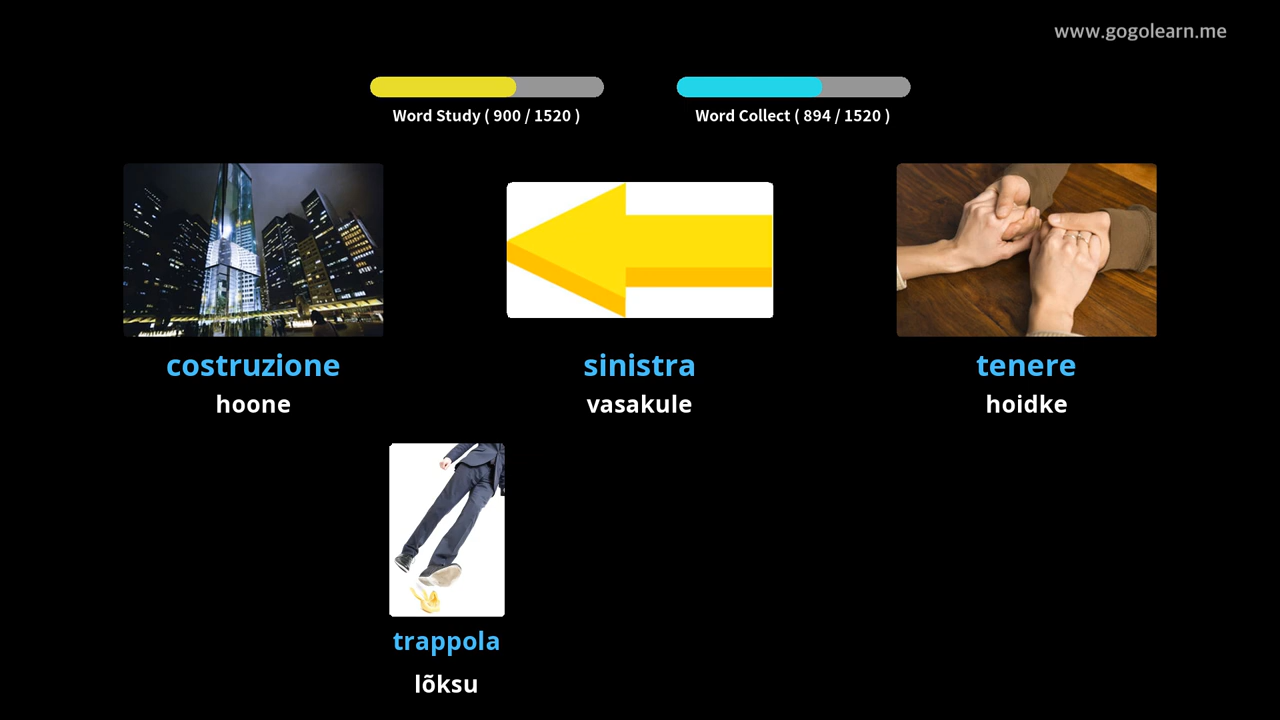 www.gogolearn.me
Word Study ( 900 / 1520 )
Word Collect ( 894 / 1520 )
costruzione
hoone
sinistra
vasakule
tenere
hoidke
trappola
lõksu